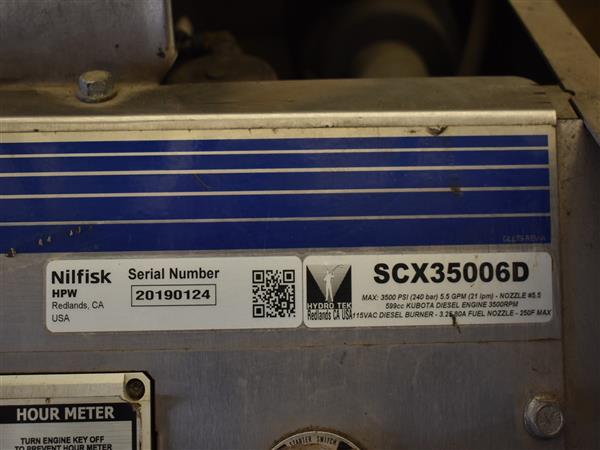 Nilfisk
HPW
Redlands, CA
USA
Serial Number
20190124
HYDRO TEK
Redlands CA USA
SCX35006D
MAX: 3500 PSI (240 bar) 5.5 GPM (21 lpm) - NOZZLE #5.5
599cc KUBOTA DIESEL ENGINE 3500RPM
115VAC DIESEL BURNER - 3.25 80A FUEL NOZZLE - 250F MAX
HOUR METER
TURN ENGINE KEY OFF
TO PREVENT HOUR METER
STARTER SWITCH